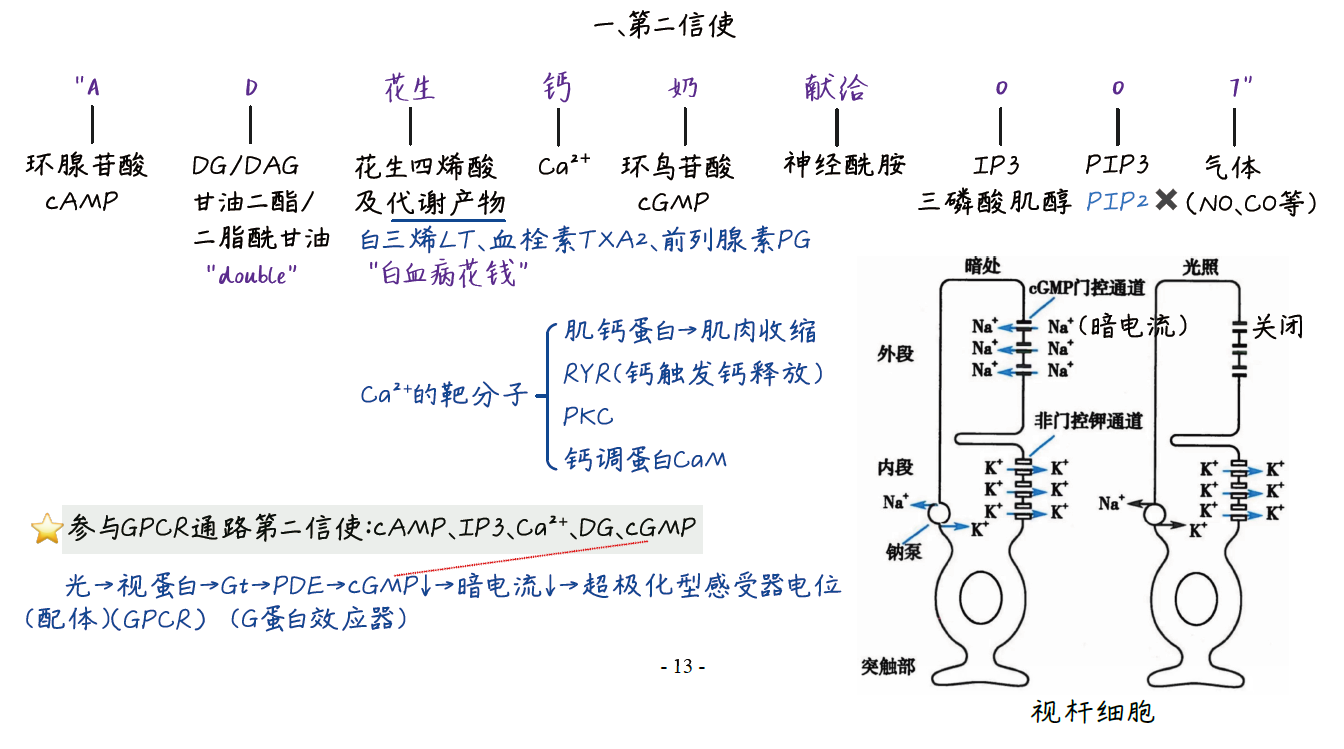 一、第二信使
"A D 花生 钙 奶 献给 0 0 7"
环腺苷酸 DG/DAG 花生四烯酸 Ca²⁺ 环鸟苷酸 神经酰胺 IP3 PIP3 气体
cAMP 甘油二酯/ 及代谢产物 cGMP 三磷酸肌醇 PIP2 ✖ (NO、CO等)
二脂酰甘油 白三烯LT、血栓素TXA2、前列腺素PG
"double" "白血病花钱"
暗处 光照
cGMP门控通道
Na⁺ Na⁺ (暗电流) 关闭
Na⁺ Na⁺
Na⁺ Na⁺
外段
Ca²⁺的靶分子
肌钙蛋白→肌肉收缩
RYR(钙触发钙释放)
PKC
钙调蛋白CaM
非门控钾通道
内段
K⁺ K⁺ K⁺ K⁺
K⁺ K⁺ K⁺ K⁺
K⁺ K⁺ K⁺ K⁺
Na⁺ Na⁺
K⁺ K⁺
钠泵
⭐参与GPCR通路第二信使:cAMP、IP3、Ca²⁺、DG、cGMP
光→视蛋白→Gt→PDE→cGMP↓→暗电流↓→超极化型感受器电位
(配体)(GPCR) (G蛋白效应器)
突触部
- 13 -
视杆细胞